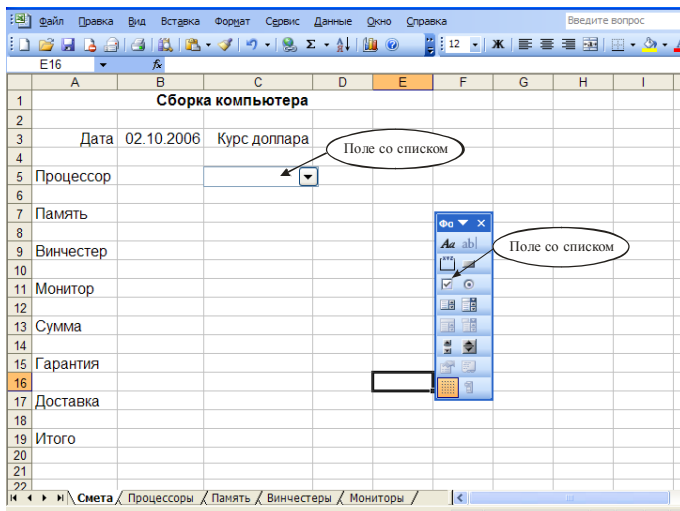 Файл Правка Вид Вставка Формат Сервис Данные Окно Справка Введите вопрос
12 Ж
E16 fx
A B C D E F G H I
1 Сборка компьютера
2
3 Дата 02.10.2006 Курс доллара
Поле со списком
4
5 Процессор
6
7 Память
8 Фо
Aa ab|
9 Винчестер Поле со списком
xyz
10
11 Монитор
12
13 Сумма
14
15 Гарантия
16
17 Доставка
18
19 Итого
20
21
22
Смета Процессоры Память Винчестеры Мониторы